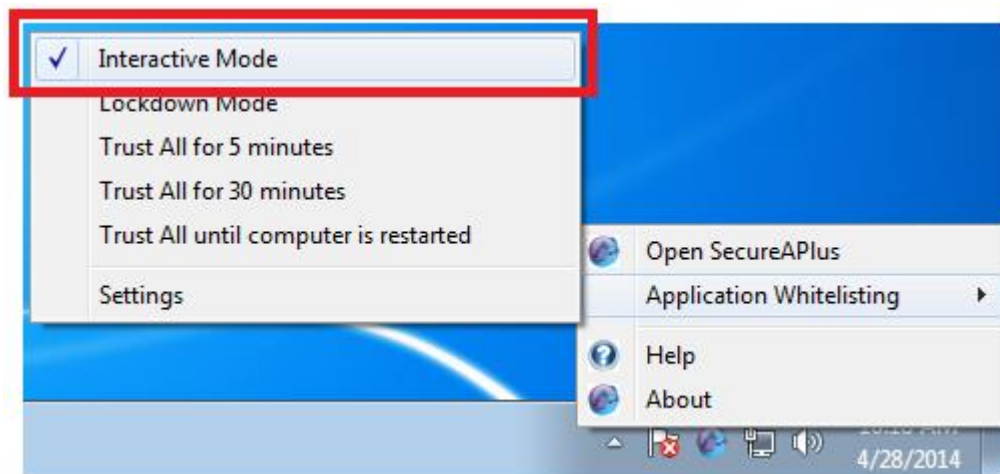 Interactive Mode
Lockdown Mode
Trust All for 5 minutes
Trust All for 30 minutes
Trust All until computer is restarted
Settings
Open SecureAPlus
Application Whitelisting
Help
About
4/28/2014